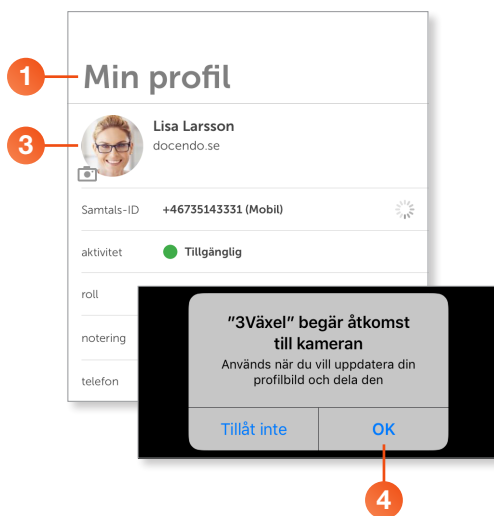 1
Min profil
3
Lisa Larsson
docendo.se
Samtals-ID +46735143331 (Mobil)
aktivitet Tillgänglig
roll
notering
telefon
”3Växel” begär åtkomst
till kameran
Används när du vill uppdatera din
profilbild och dela den
Tillåt inte OK
4